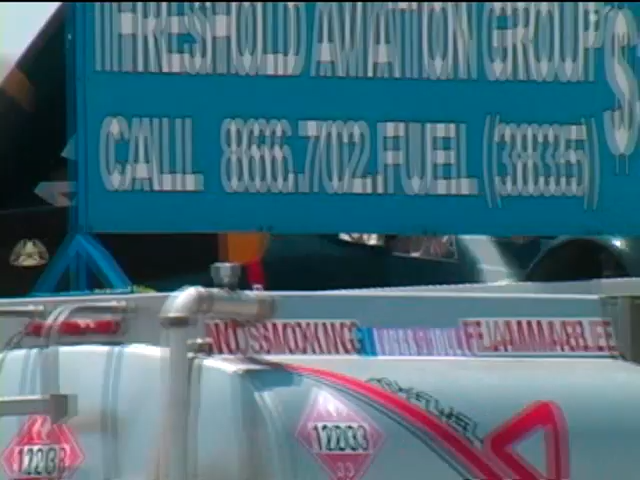 THRESHOLD AVIATION GROUP
$
CALL 866.702.FUEL (3835)
NO SMOKING
FLAMMABLE
1203
1203